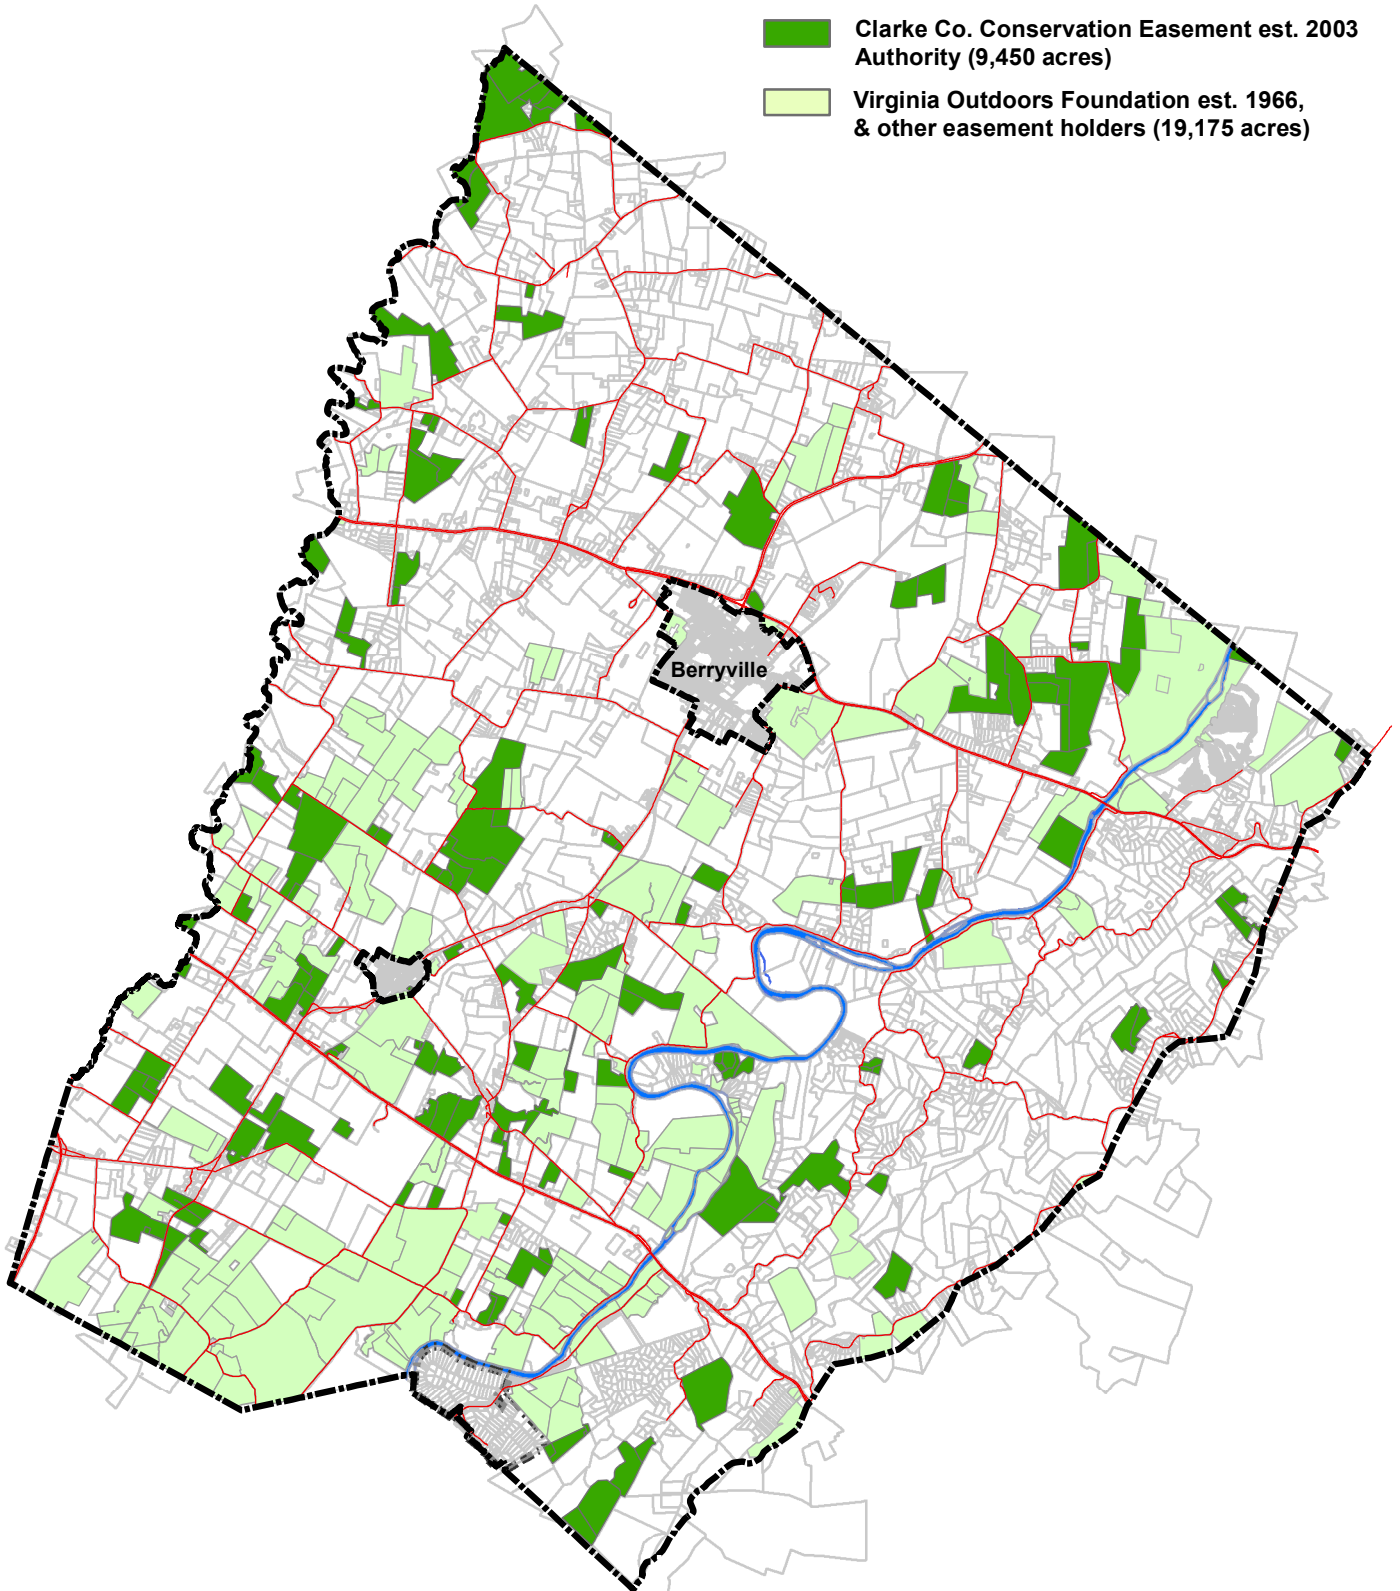 Clarke Co. Conservation Easement est. 2003
Authority (9,450 acres)
Virginia Outdoors Foundation est. 1966,
& other easement holders (19,175 acres)
Berryville